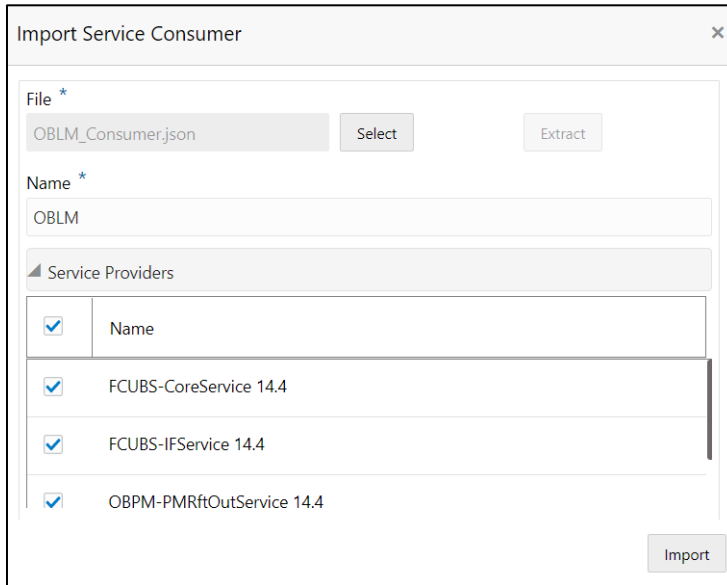 Import Service Consumer ×
File *
OBLM_Consumer.json Select Extract
Name *
OBLM
Service Providers
Name
FCUBS-CoreService 14.4
FCUBS-IFService 14.4
OBPM-PMRftOutService 14.4
Import